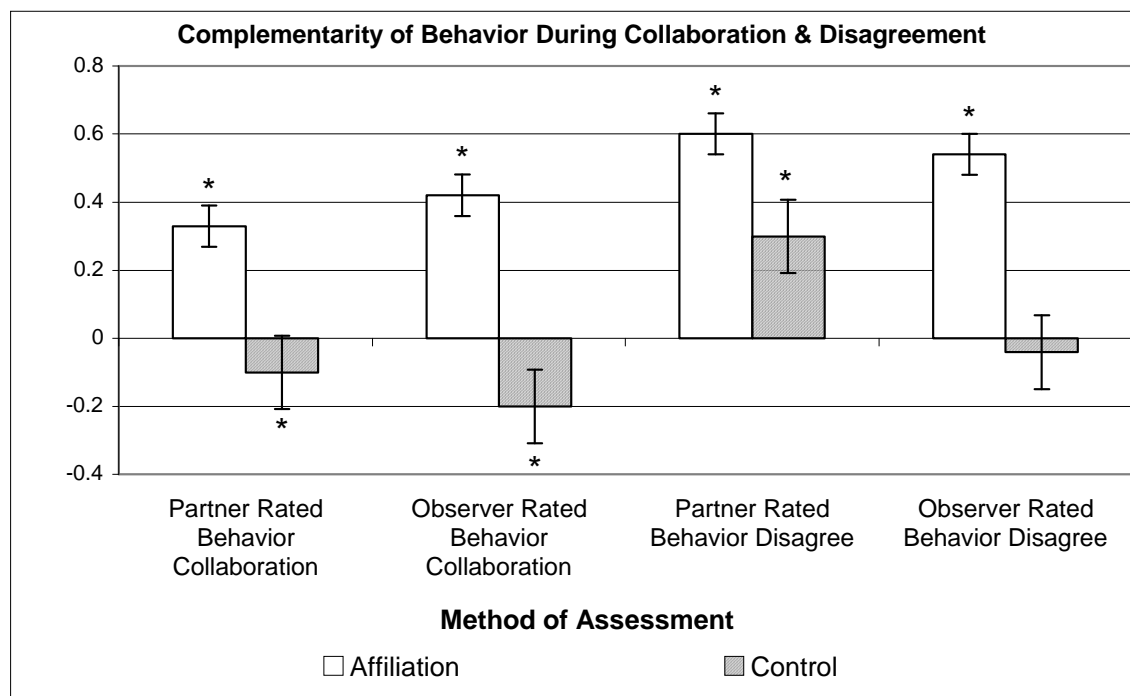 Complementarity of Behavior During Collaboration & Disagreement
0.8
0.6
0.4
0.2
0
-0.2
-0.4
*
*
*
*
*
*
*
Partner Rated
Behavior
Collaboration
Observer Rated
Behavior
Collaboration
Partner Rated
Behavior Disagree
Observer Rated
Behavior Disagree
Method of Assessment
Affiliation
Control